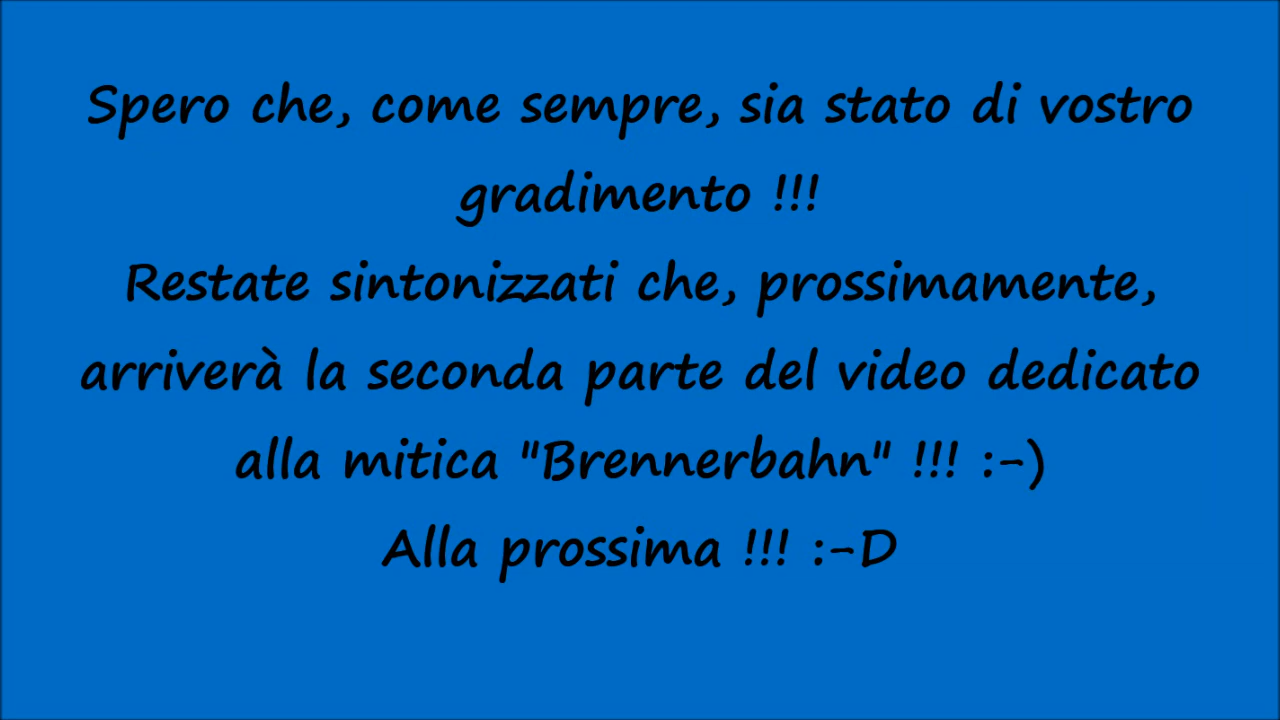 Spero che, come sempre, sia stato di vostro
gradimento !!!
Restate sintonizzati che, prossimamente,
arriverà la seconda parte del video dedicato
alla mitica "Brennerbahn" !!! :-)
Alla prossima !!! :-D